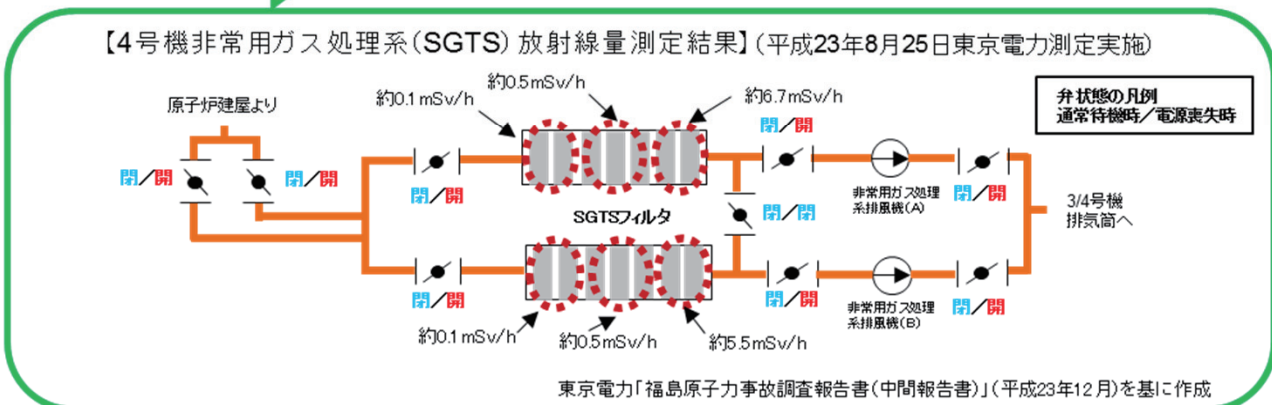 【4号機非常用ガス処理系(SGTS) 放射線量測定結果】(平成23年8月25日東京電力測定実施)
弁状態の凡例
通常待機時/電源喪失時
原子炉建屋より
約0.1mSv/h
約0.5mSv/h
約6.7mSv/h
閉/開
閉/開
閉/開
閉/開
閉/開
非常用ガス処理
系排風機(A)
SGTSフィルタ
閉/閉
3/4号機
排気筒へ
閉/開
閉/開
閉/開
非常用ガス処理
系排風機(B)
約0.1mSv/h
約0.5mSv/h
約5.5mSv/h
東京電力「福島原子力事故調査報告書(中間報告書)」(平成23年12月)を基に作成